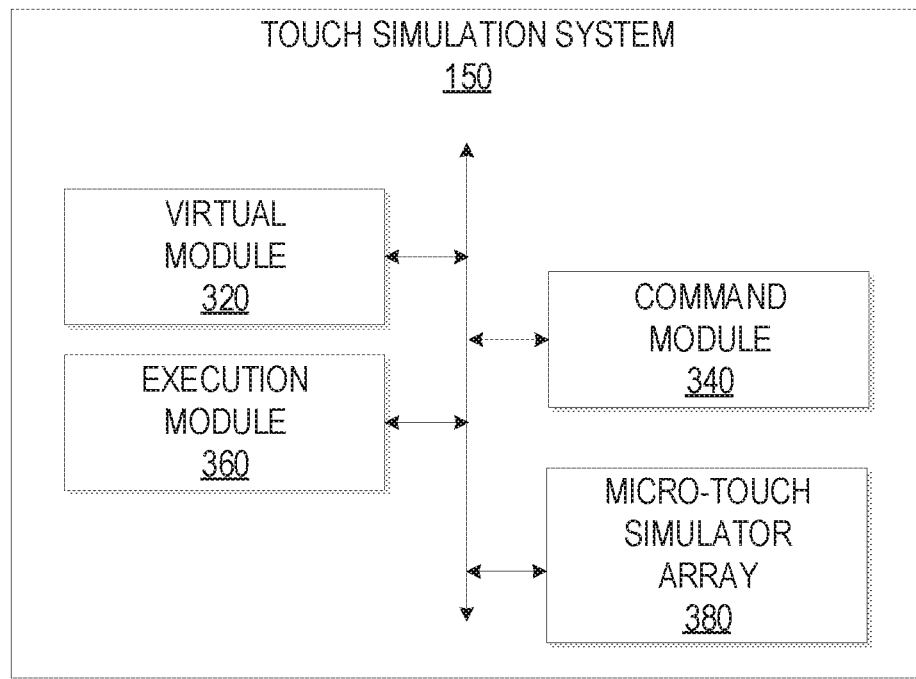 TOUCH SIMULATION SYSTEM
150
VIRTUAL
MODULE
320
COMMAND
MODULE
340
EXECUTION
MODULE
360
MICRO-TOUCH
SIMULATOR
ARRAY
380